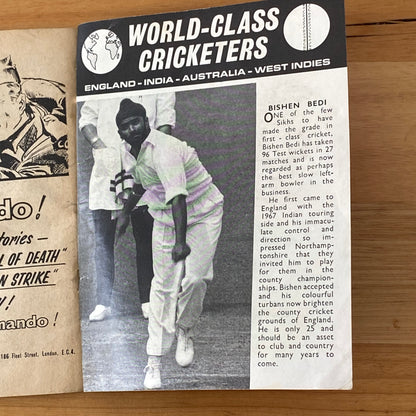 WORLD-CLASS
CRICKETERS
ENGLAND - INDIA - AUSTRALIA - WEST INDIES
BISHEN BEDI
ONE of the few
Sikhs to have
made the grade in
first - class cricket,
Bishen Bedi has taken
96 Test wickets in 27
matches and is now
regarded as perhaps
the best slow left-
arm bowler in the
business.
He first came to
England with the
1967 Indian touring
side and his immacu-
late control and
direction so im-
pressed Northamp-
tonshire that they
invited him to play
for them in the
county champion-
ships. Bishen accepted
and his colourful
turbans now brighten
the county cricket
grounds of England.
He is only 25 and
should be an asset
to club and country
for many years to
come.
do!
tories –
L OF DEATH"
N STRIKE"
!
mando!
186 Fleet Street, London, E.C.4.